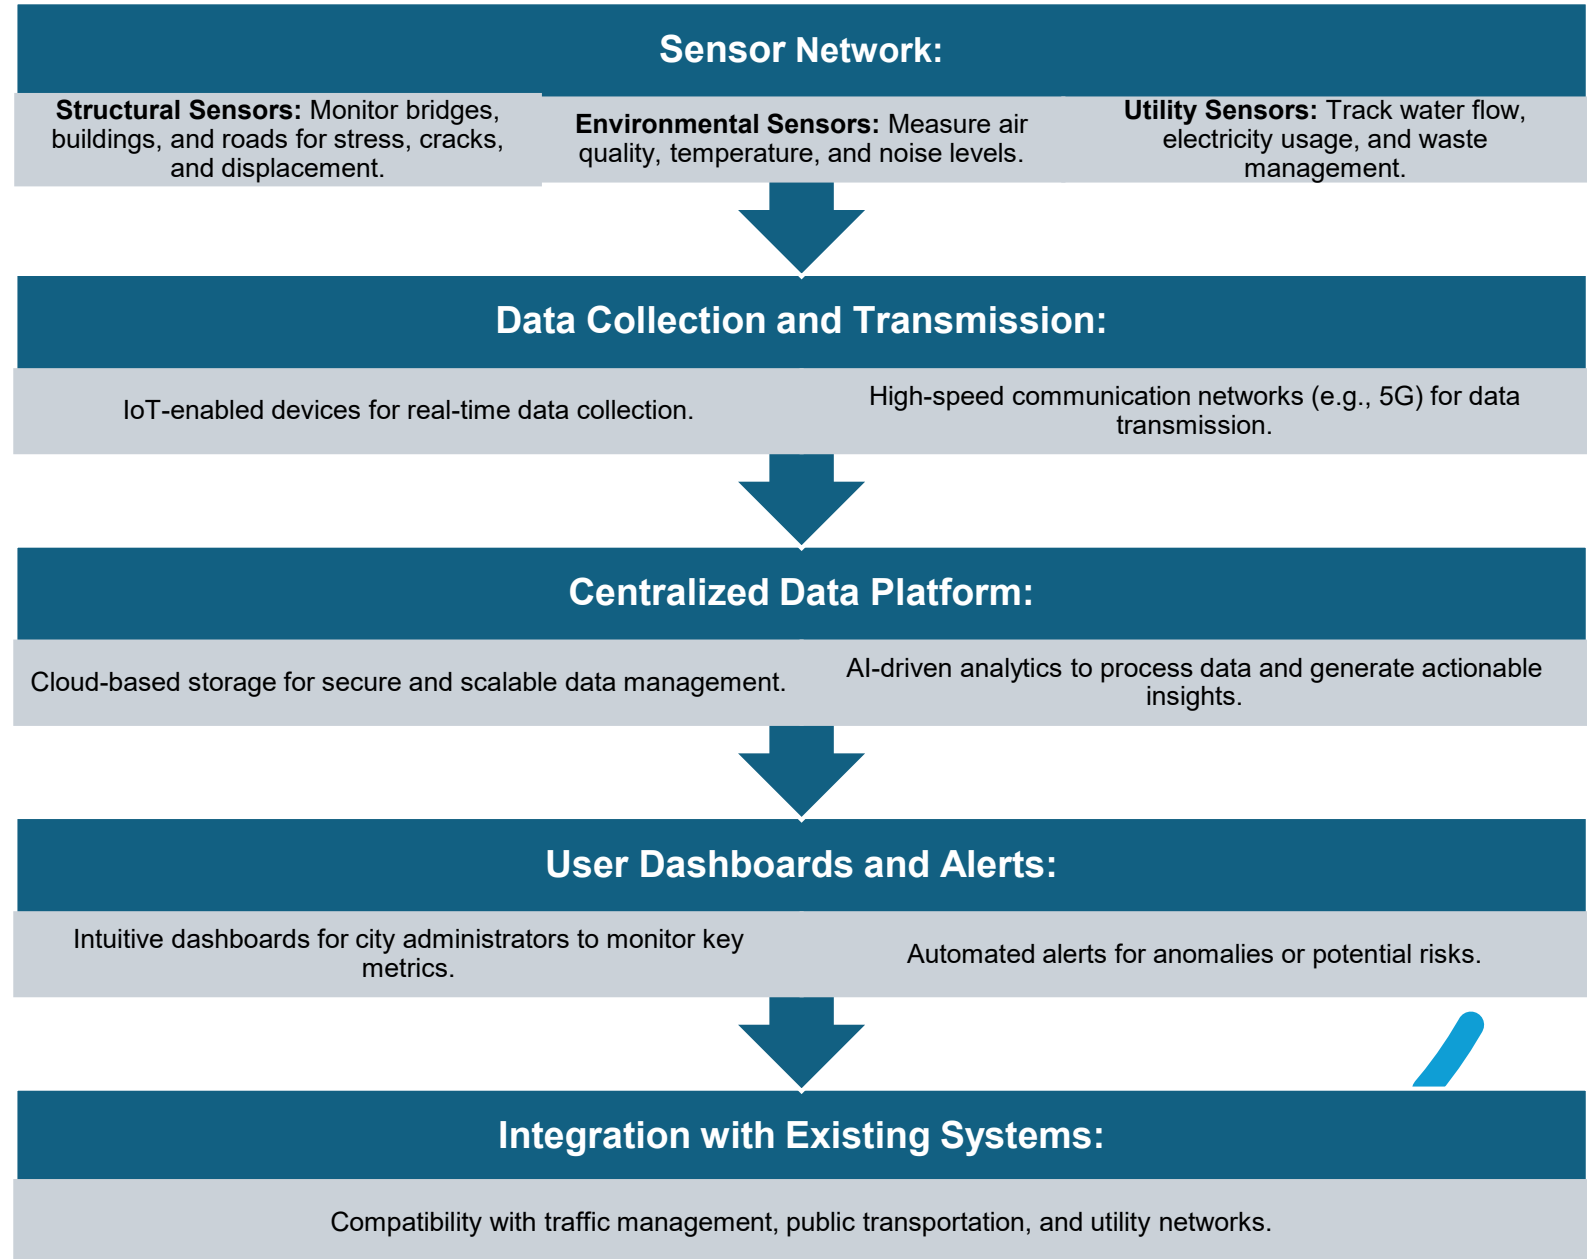 Sensor Network:
Structural Sensors: Monitor bridges,
buildings, and roads for stress, cracks,
and displacement.
Environmental Sensors: Measure air
quality, temperature, and noise levels.
Utility Sensors: Track water flow,
electricity usage, and waste
management.
Data Collection and Transmission:
IoT-enabled devices for real-time data collection.
High-speed communication networks (e.g., 5G) for data
transmission.
Centralized Data Platform:
Cloud-based storage for secure and scalable data management.
AI-driven analytics to process data and generate actionable
insights.
User Dashboards and Alerts:
Intuitive dashboards for city administrators to monitor key
metrics.
Automated alerts for anomalies or potential risks.
Integration with Existing Systems:
Compatibility with traffic management, public transportation, and utility networks.